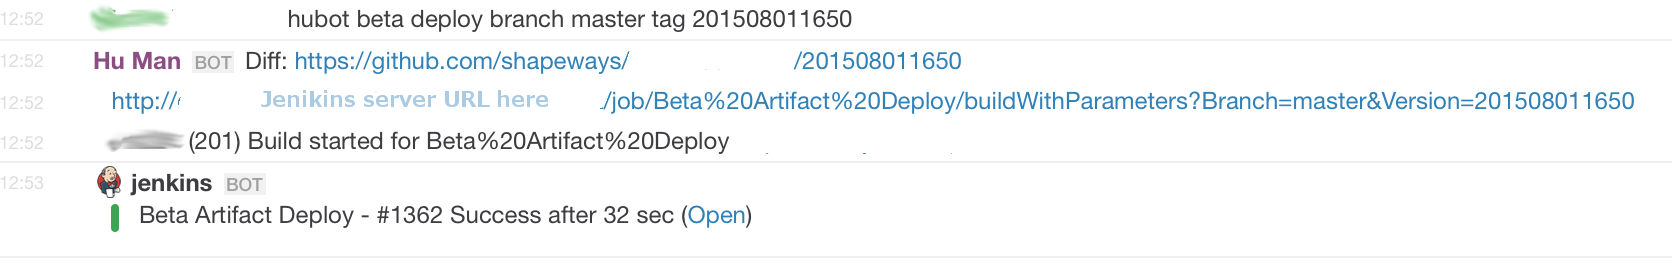 12:52 hubot beta deploy branch master tag 201508011650
12:52 Hu Man BOT Diff: https://github.com/shapeways/ /201508011650
12:52 http:// Jenikins server URL here ./job/Beta%20Artifact%20Deploy/buildWithParameters?Branch=master&Version=201508011650
12:52 (201) Build started for Beta%20Artifact%20Deploy
12:53 jenkins BOT
Beta Artifact Deploy - #1362 Success after 32 sec (Open)